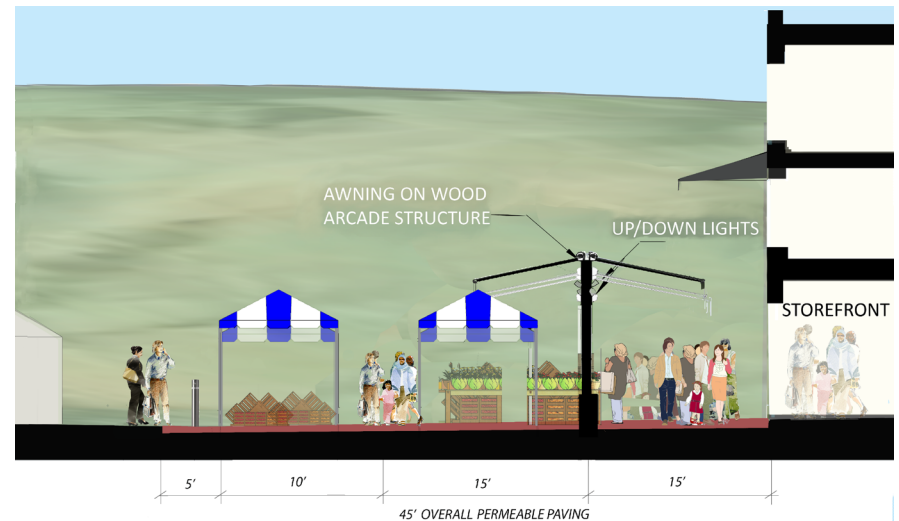 AWNING ON WOOD
ARCADE STRUCTURE
UP/DOWN LIGHTS
STOREFRONT
5'
10'
15'
15'
45' OVERALL PERMEABLE PAVING